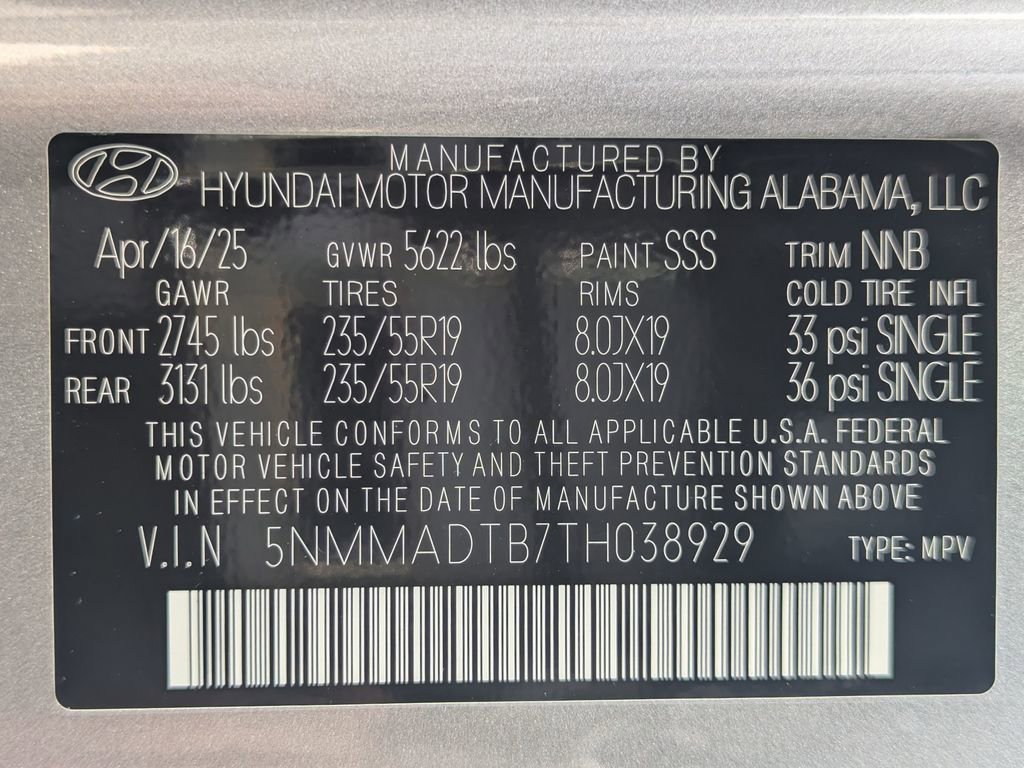 MANUFACTURED BY
HYUNDAI MOTOR MANUFACTURING ALABAMA, LLC
Apr/16/25 GVWR 5622 lbs PAINT SSS TRIM NNB
GAWR TIRES RIMS COLD TIRE INFL
FRONT 2745 lbs 235/55R19 8.0JX19 33 psi SINGLE
REAR 3131 lbs 235/55R19 8.0JX19 36 psi SINGLE
THIS VEHICLE CONFORMS TO ALL APPLICABLE U.S.A. FEDERAL
MOTOR VEHICLE SAFETY AND THEFT PREVENTION STANDARDS
IN EFFECT ON THE DATE OF MANUFACTURE SHOWN ABOVE
V.I.N 5NMMADTB7TH038929 TYPE: MPV